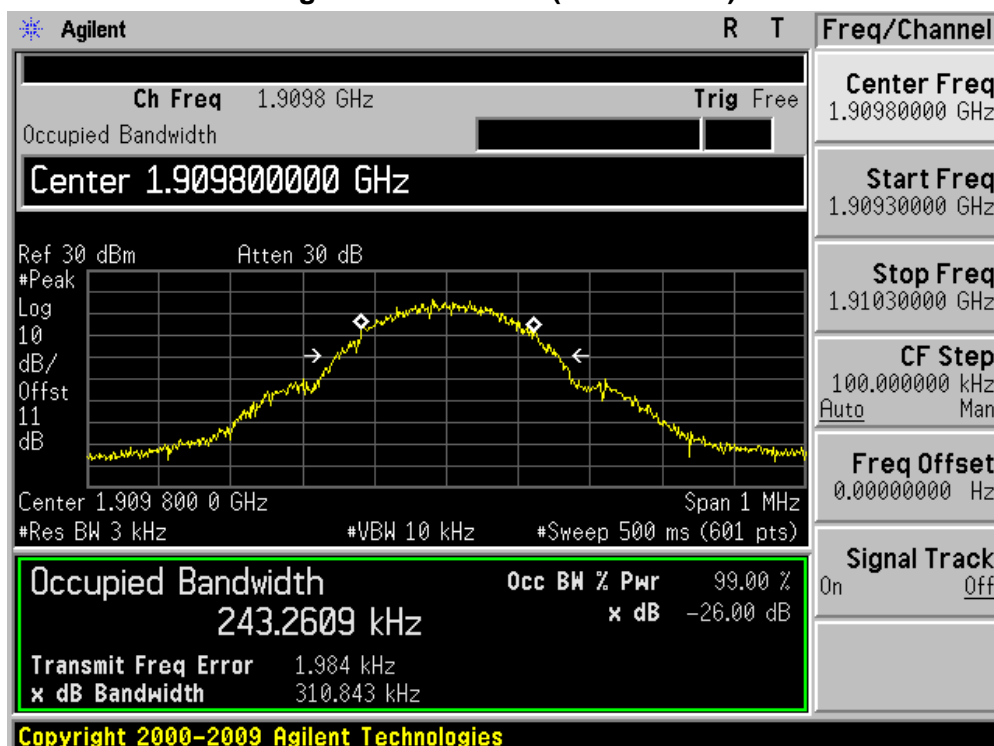 Agilent R T
Ch Freq 1.9098 GHz Trig Free
Occupied Bandwidth
Center 1.909800000 GHz
Ref 30 dBm Atten 30 dB
#Peak
Log
10
dB/
Offst
11
dB
Center 1.909 800 0 GHz Span 1 MHz
#Res BW 3 kHz #VBW 10 kHz #Sweep 500 ms (601 pts)
Occupied Bandwidth Occ BW % Pwr 99.00 %
243.2609 kHz x dB -26.00 dB
Transmit Freq Error 1.984 kHz
x dB Bandwidth 310.843 kHz
Copyright 2000-2009 Agilent Technologies
Freq/Channel
Center Freq
1.90980000 GHz
Start Freq
1.90930000 GHz
Stop Freq
1.91030000 GHz
CF Step
100.000000 kHz
Auto Man
Freq Offset
0.00000000 Hz
Signal Track
On Off